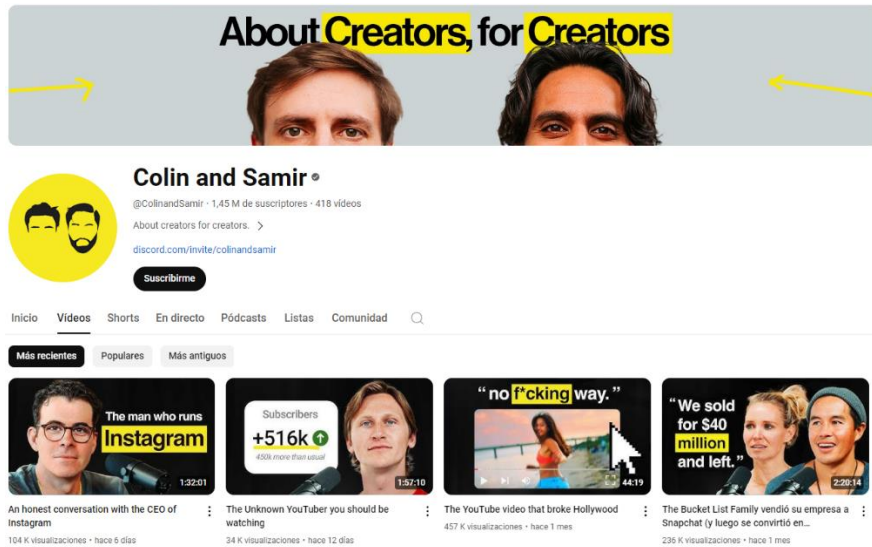 About Creators, for Creators
Colin and Samir
@ColinandSamir · 1,45 M de suscriptores · 418 vídeos
About creators for creators.
discord.com/invite/colinandsamir
Suscribirme
Inicio Vídeos Shorts En directo Pódcasts Listas Comunidad
Más recientes Populares Más antiguos
The man who runs
Instagram
1:32:01
Subscribers
+516k
450k more than usual
1:57:10
“no f*cking way.”
44:19
“We sold
for $40
million
and left.”
2:20:14
An honest conversation with the CEO of
Instagram
104 K visualizaciones · hace 6 días
The Unknown YouTuber you should be
watching
34 K visualizaciones · hace 12 días
The YouTube video that broke Hollywood
457 K visualizaciones · hace 1 mes
The Bucket List Family vendió su empresa a
Snapchat (y luego se convirtió en...
236 K visualizaciones · hace 1 mes